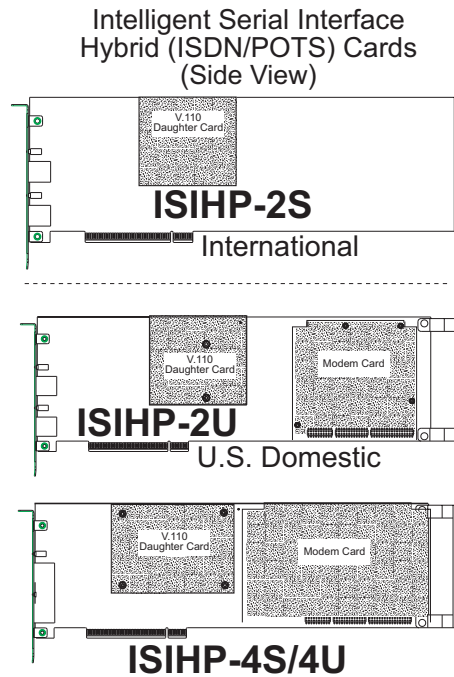 Intelligent Serial Interface
Hybrid (ISDN/POTS) Cards
(Side View)
V.110
Daughter Card
ISIHP-2S
International
V.110
Daughter Card
Modem Card
ISIHP-2U
U.S. Domestic
V.110
Daughter Card
Modem Card
ISIHP-4S/4U